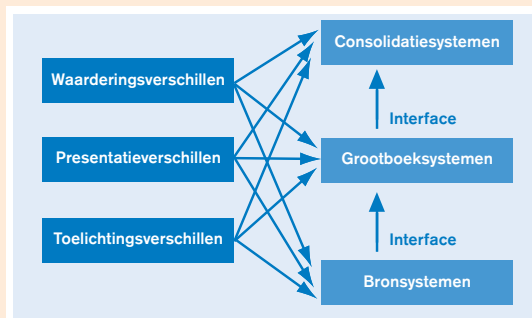 Consolidatiesystemen
Waarderingsverschillen
Interface
Presentatieverschillen
Grootboeksystemen
Toelichtingsverschillen
Interface
Bronsystemen